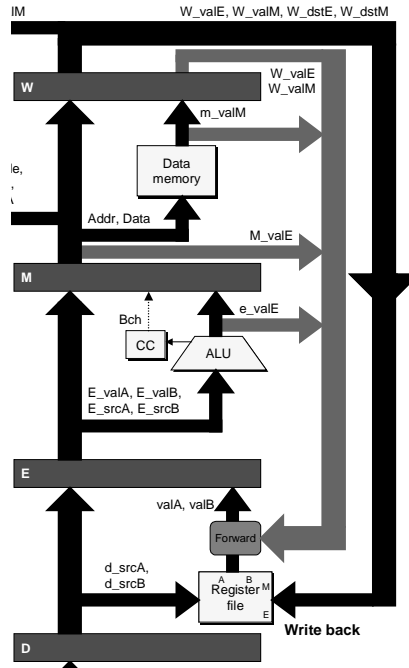 IM
W_valE, W_valM, W_dstE, W_dstM
W
W_valE
W_valM
m_valM
Data
memory
Addr, Data
M_valE
M
e_valE
Bch
CC
ALU
E_valA, E_valB,
E_srcA, E_srcB
E
valA, valB
Forward
d_srcA,
d_srcB
A B
M
Register
file
E
Write back
D